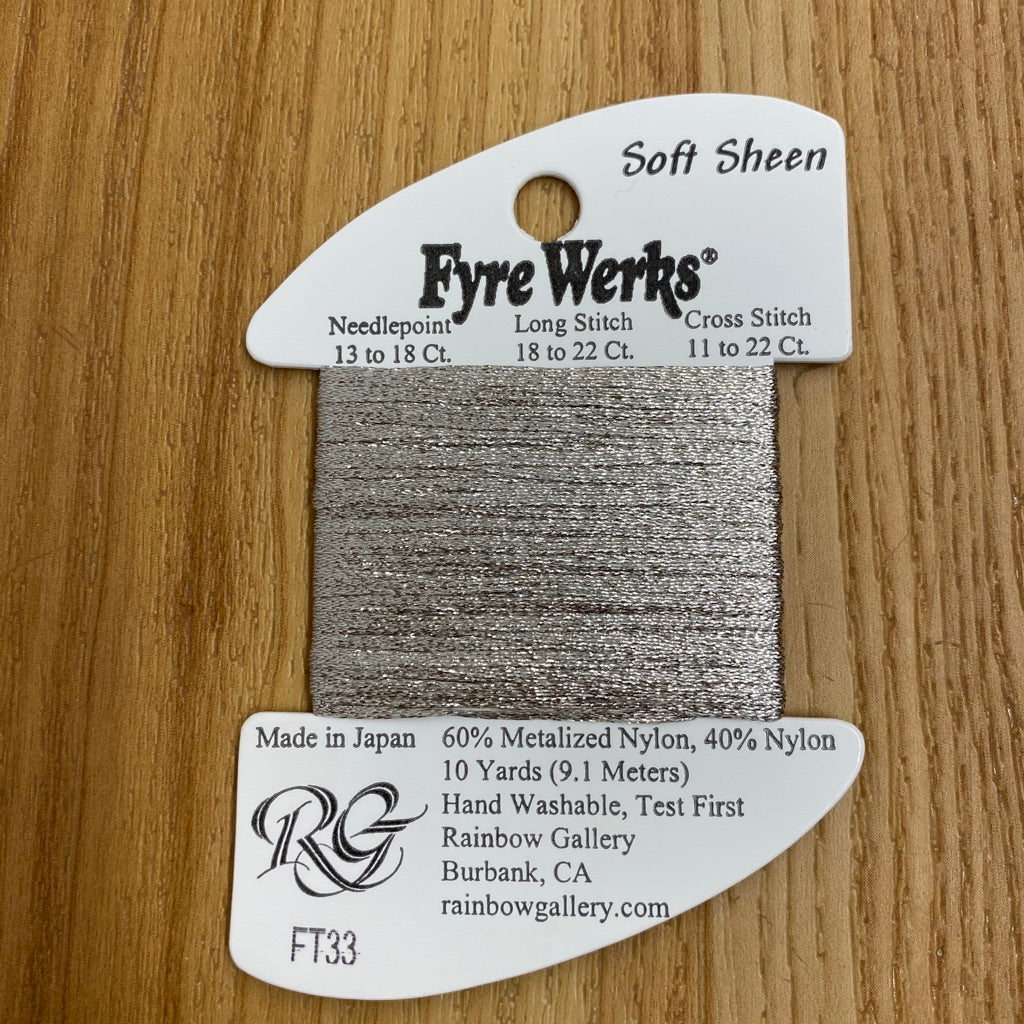 Soft Sheen
Fyre Werks®
Needlepoint Long Stitch Cross Stitch
13 to 18 Ct. 18 to 22 Ct. 11 to 22 Ct.
Made in Japan 60% Metalized Nylon, 40% Nylon
10 Yards (9.1 Meters)
Hand Washable, Test First
Rainbow Gallery
Burbank, CA
rainbowgallery.com
RG
FT33